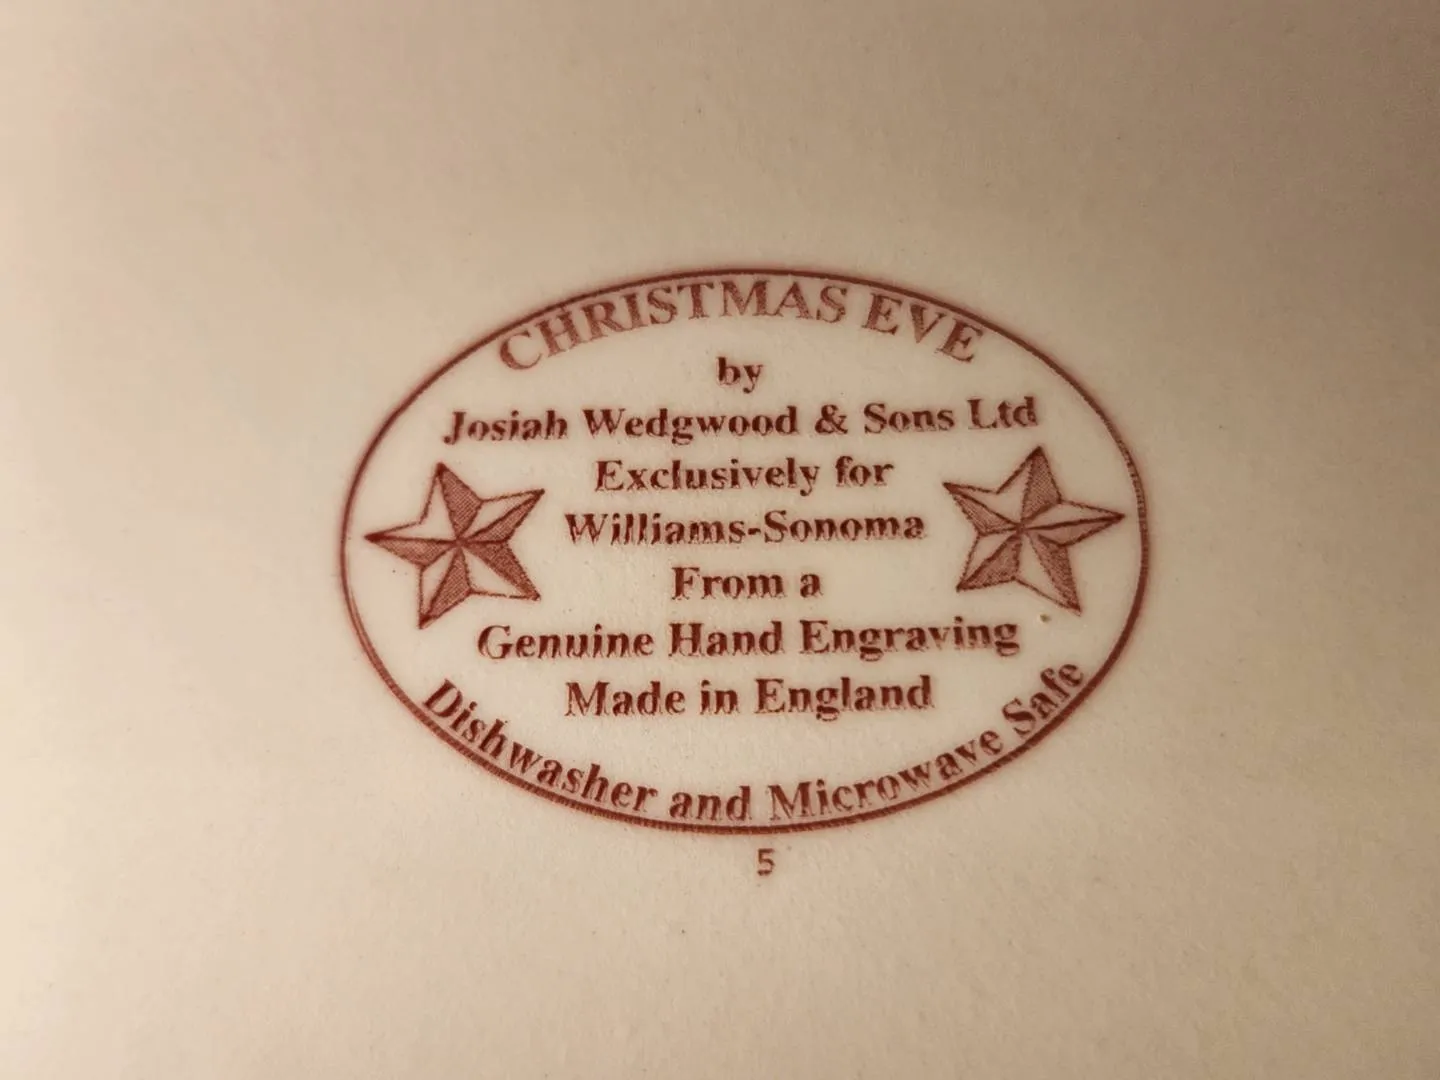 CHRISTMAS EVE
by
Josiah Wedgwood & Sons Ltd
Exclusively for
Williams-Sonoma
From a
Genuine Hand Engraving
Made in England
Dishwasher and Microwave Safe
5